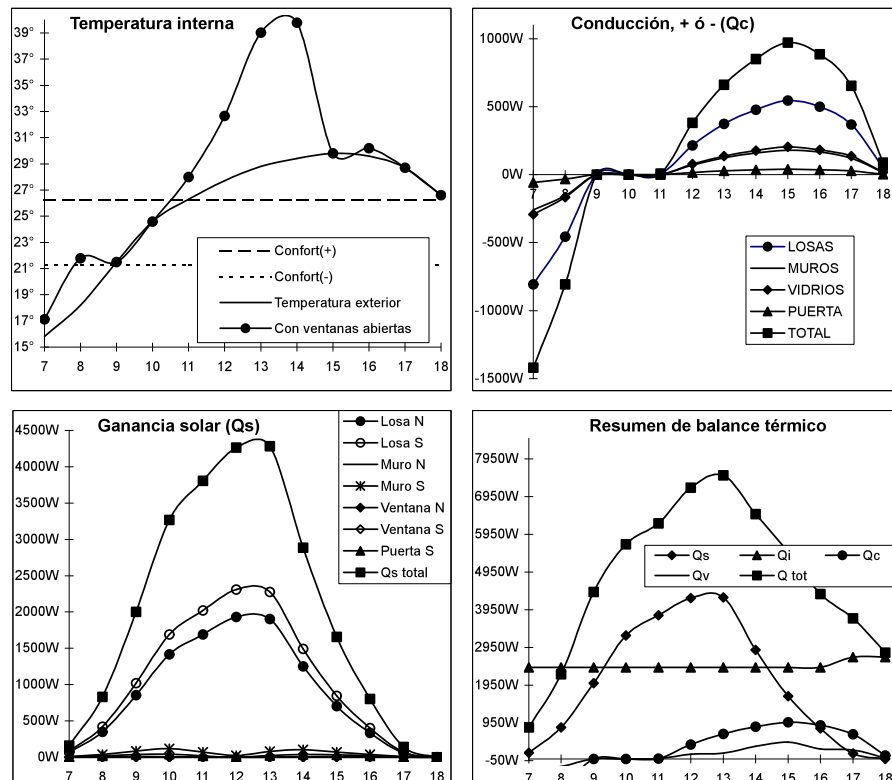 Temperatura interna
39°
37°
35°
33°
31°
29°
27°
25°
23°
21°
19°
17°
15°
7 8 9 10 11 12 13 14 15 16 17 18
Confort(+)
Confort(-)
Temperatura exterior
Con ventanas abiertas
Conducción, + ó - (Qc)
1000W
500W
0W
-500W
-1000W
-1500W
7 8 9 10 11 12 13 14 15 16 17 18
LOSAS
MUROS
VIDRIOS
PUERTA
TOTAL
Ganancia solar (Qs)
4500W
4000W
3500W
3000W
2500W
2000W
1500W
1000W
500W
0W
7 8 9 10 11 12 13 14 15 16 17 18
Losa N
Losa S
Muro N
Muro S
Ventana N
Ventana S
Puerta S
Qs total
Resumen de balance térmico
7950W
6950W
5950W
4950W
3950W
2950W
1950W
950W
-50W
7 8 9 10 11 12 13 14 15 16 17 18
Qs Qi Qc
Qv Q tot